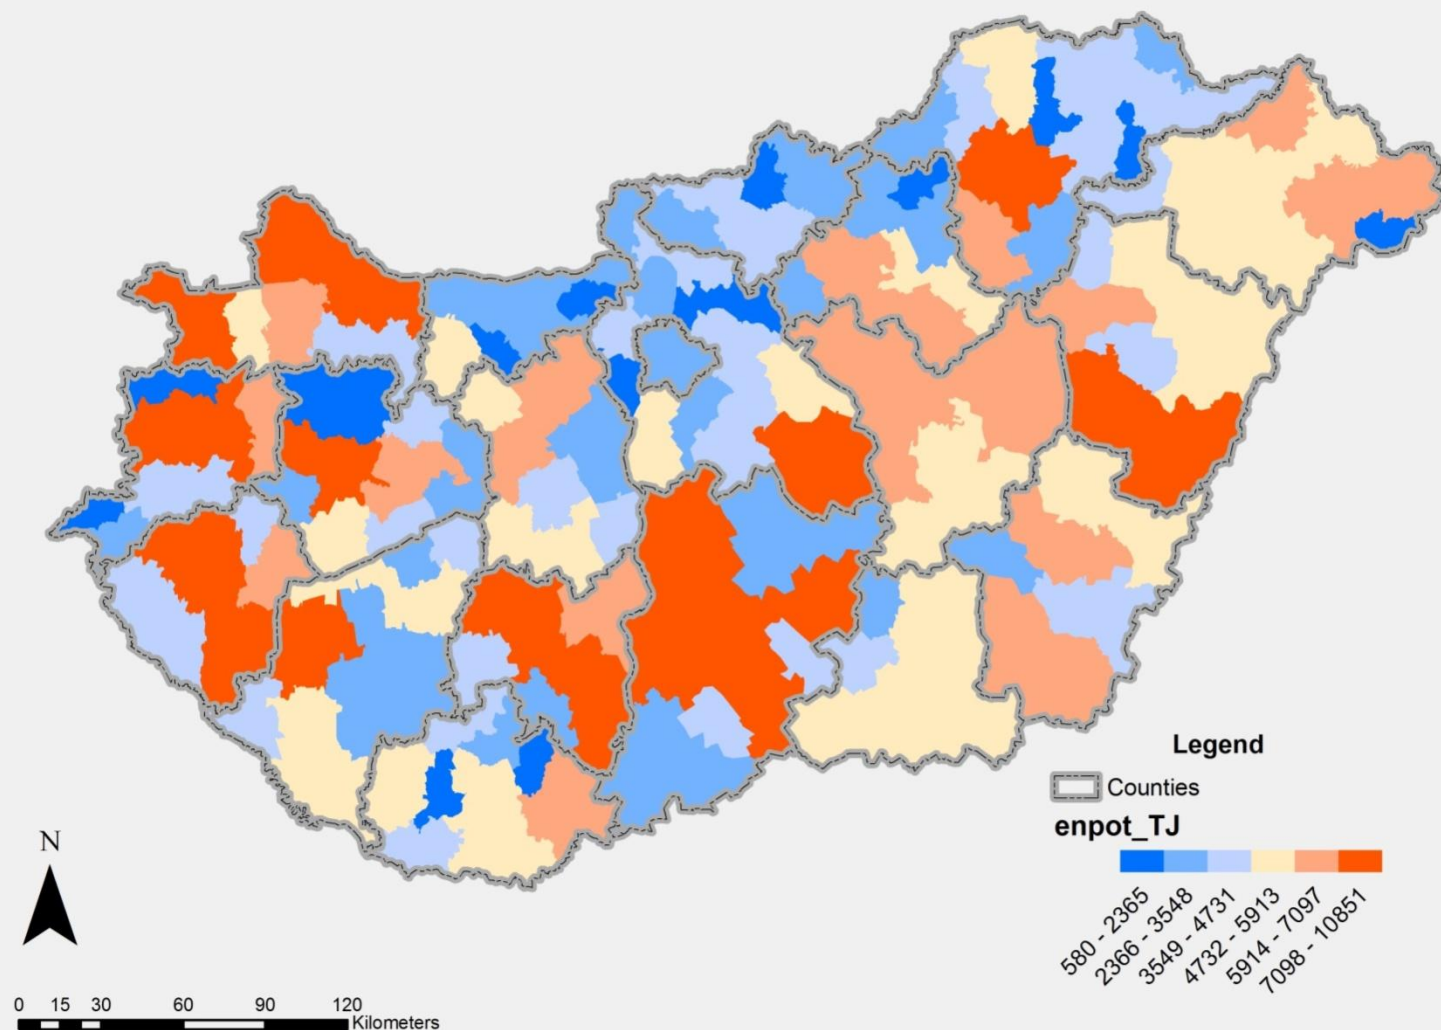 Legend
Counties
enpot_TJ
580 - 2365
2366 - 3548
3549 - 4731
4732 - 5913
5914 - 7097
7098 - 10851
N
0 15 30 60 90 120
Kilometers